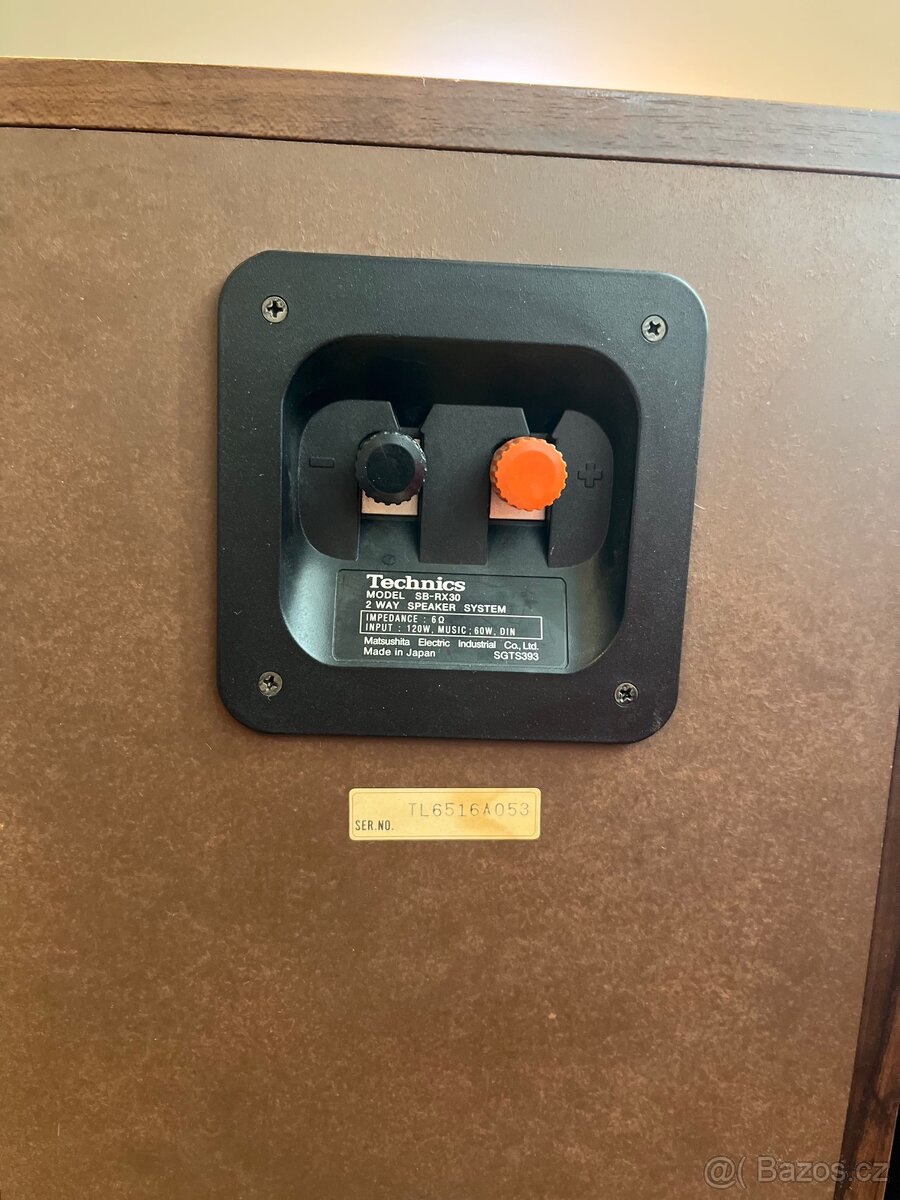 − +
Technics
MODEL SB-RX30
2 WAY SPEAKER SYSTEM
IMPEDANCE : 6Ω
INPUT : 120W, MUSIC ; 60W, DIN
Matsushita Electric Industrial Co., Ltd.
Made in Japan SGTS393
SER.NO. TL6516A053
@( Bazos.cz